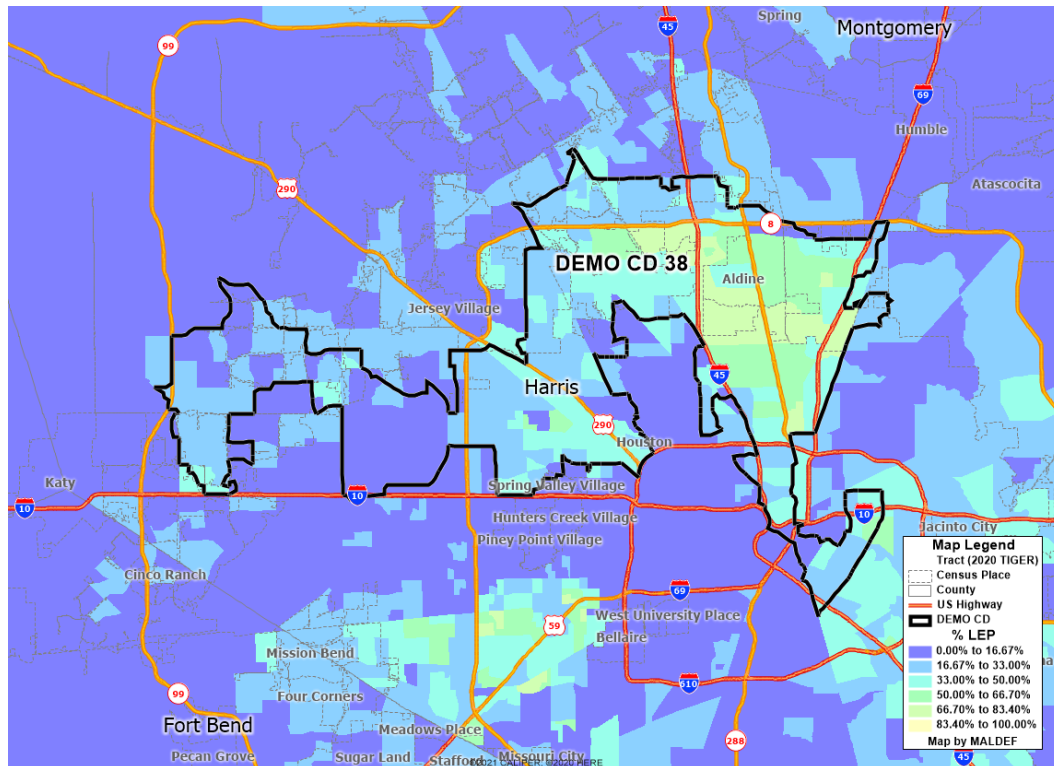 Spring
Montgomery
45
99
69
Humble
290
Atascocita
8
DEMO CD 38
Aldine
Jersey Village
45
Harris
290
Houston
Katy
Spring Valley Village
10
10
10
Hunters Creek Village
Jacinto City
Piney Point Village
Cinco Ranch
69
West University Place
59
Bellaire
Mission Bend
610
99
Four Corners
Fort Bend
Meadows Place
288
Pecan Grove
Sugar Land
Stafford
Missouri City
©2021 CALIPER; ©2020 HERE
45
Map Legend
Tract (2020 TIGER)
Census Place
County
US Highway
DEMO CD
% LEP
0.00% to 16.67%
16.67% to 33.00%
33.00% to 50.00%
50.00% to 66.70%
66.70% to 83.40%
83.40% to 100.00%
Map by MALDEF